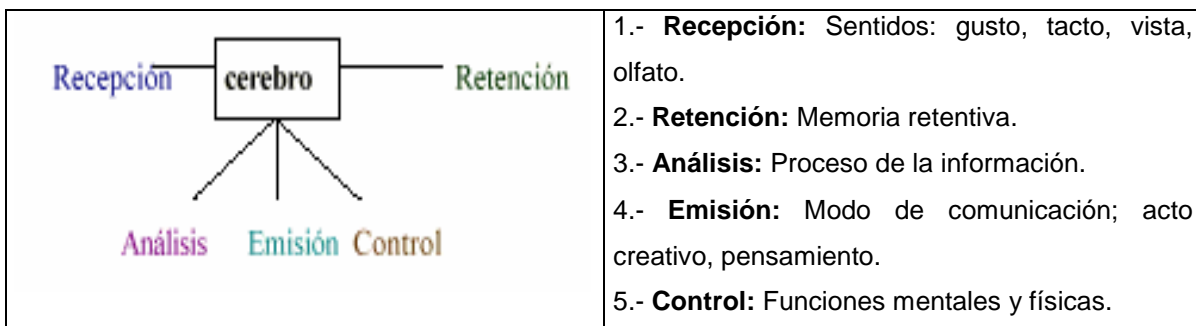 Recepción cerebro Retención
Análisis Emisión Control
1.- Recepción: Sentidos: gusto, tacto, vista,
olfato.
2.- Retención: Memoria retentiva.
3.- Análisis: Proceso de la información.
4.- Emisión: Modo de comunicación; acto
creativo, pensamiento.
5.- Control: Funciones mentales y físicas.